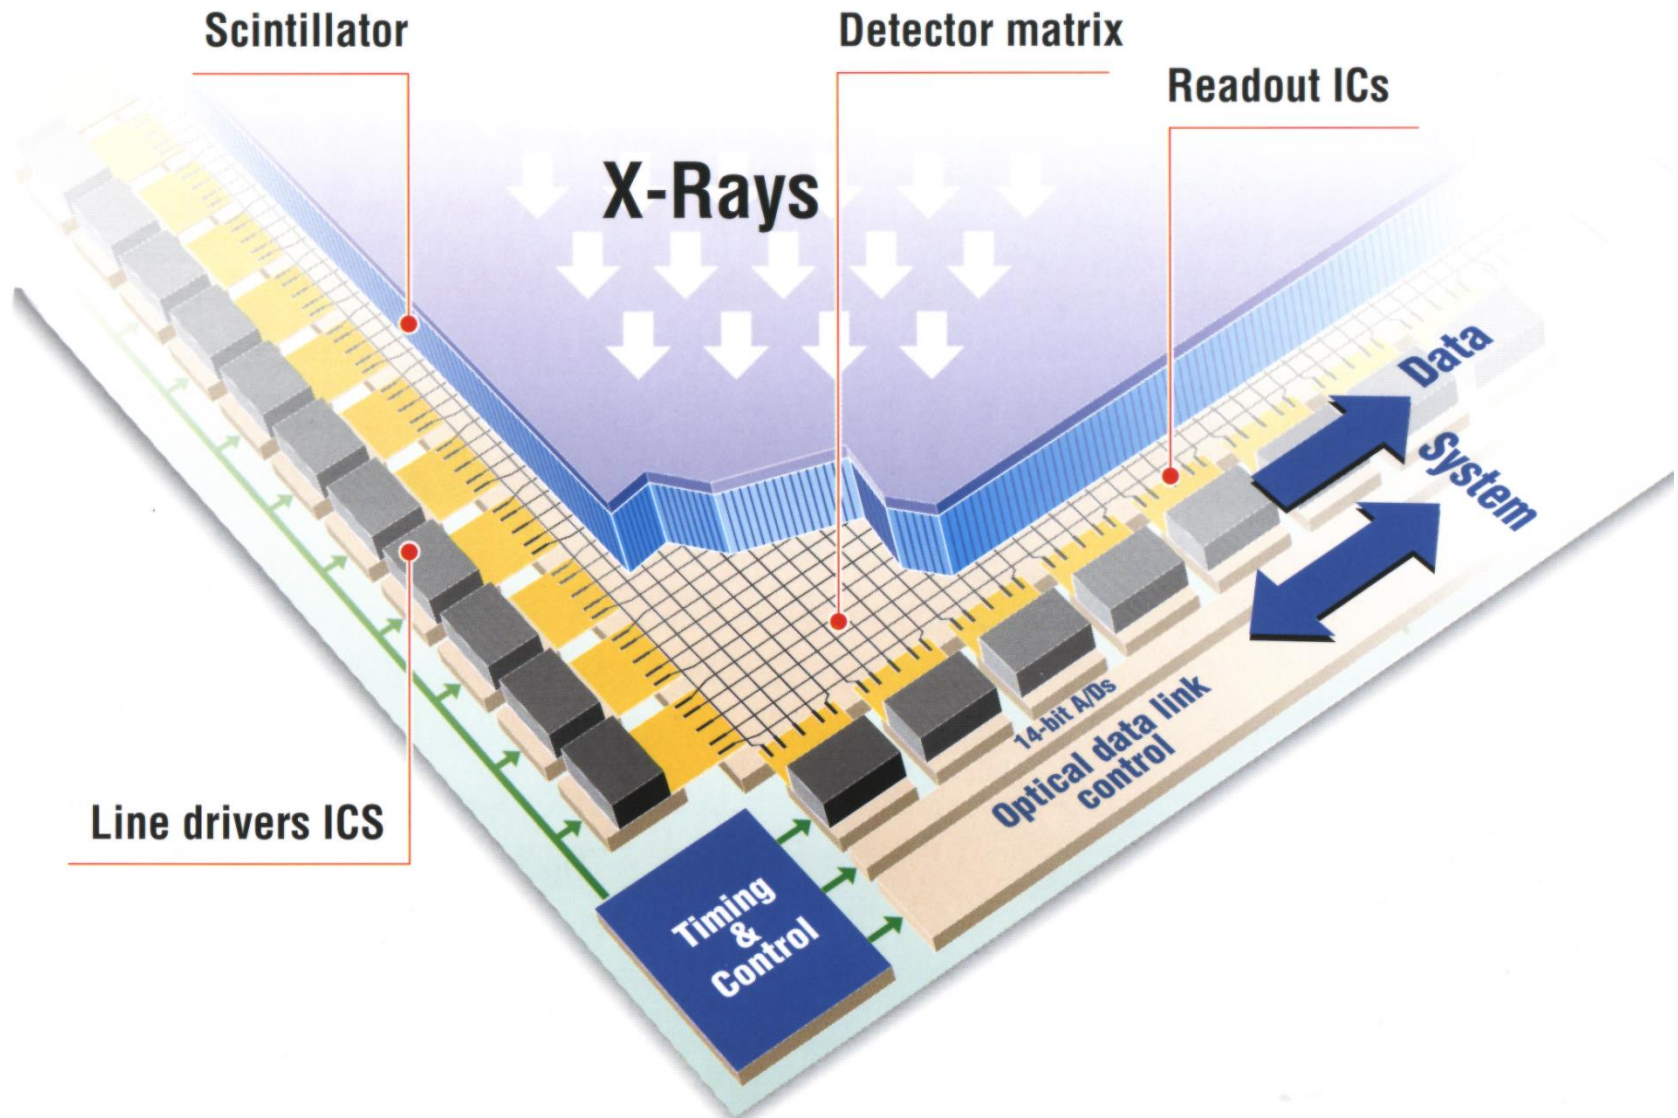 Scintillator
Detector matrix
Readout ICs
X-Rays
Data
System
14-bit A/Ds
Optical data link
control
Line drivers ICS
Timing
&
Control